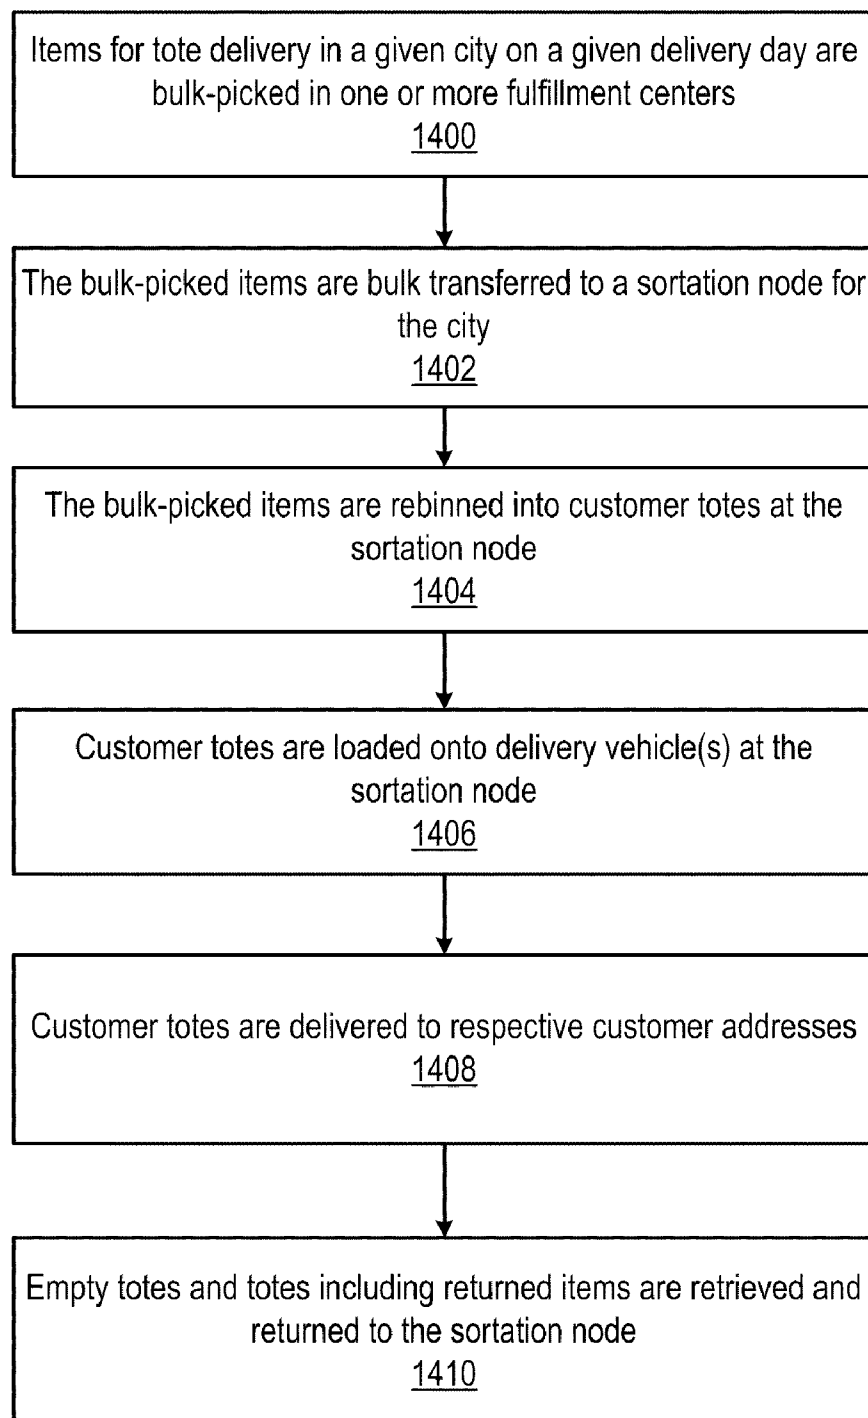 Items for tote delivery in a given city on a given delivery day are
bulk-picked in one or more fulfillment centers
1400
The bulk-picked items are bulk transferred to a sortation node for
the city
1402
The bulk-picked items are rebinned into customer totes at the
sortation node
1404
Customer totes are loaded onto delivery vehicle(s) at the
sortation node
1406
Customer totes are delivered to respective customer addresses
1408
Empty totes and totes including returned items are retrieved and
returned to the sortation node
1410